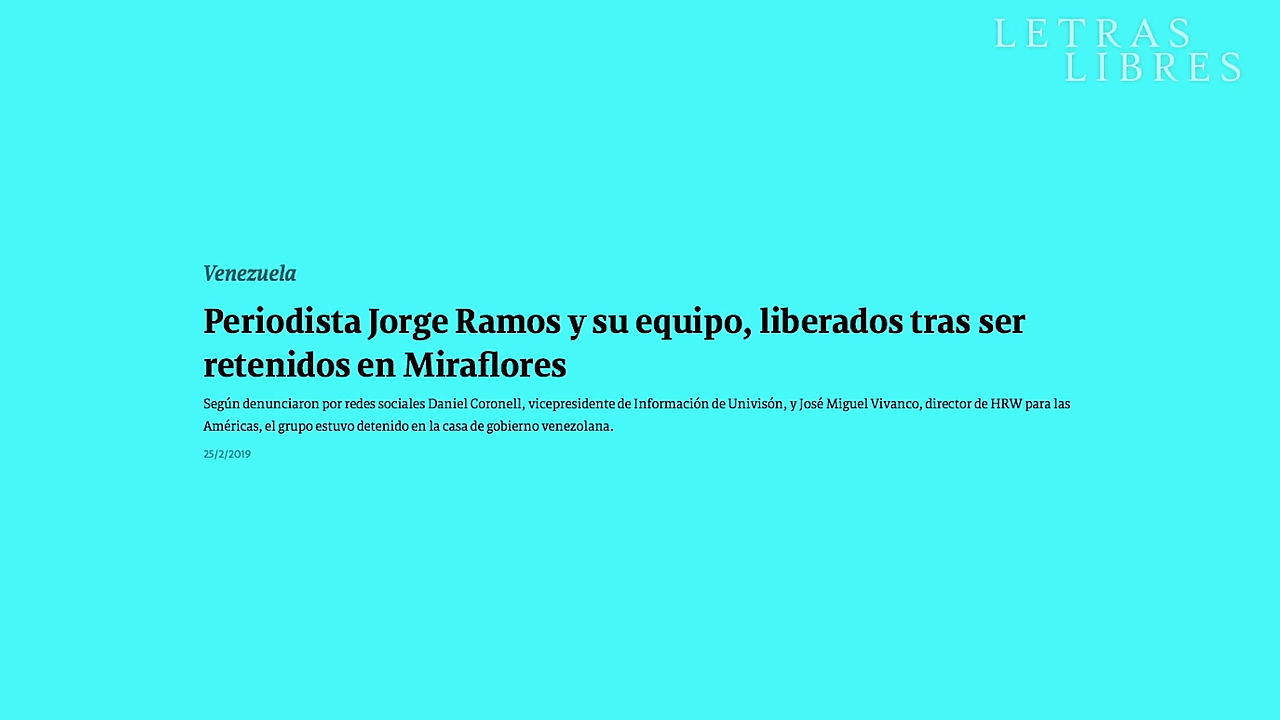 LETRAS
LIBRES
Venezuela
Periodista Jorge Ramos y su equipo, liberados tras ser
retenidos en Miraflores
Según denunciaron por redes sociales Daniel Coronell, vicepresidente de Información de Univisón, y José Miguel Vivanco, director de HRW para las
Américas, el grupo estuvo detenido en la casa de gobierno venezolana.
25/2/2019